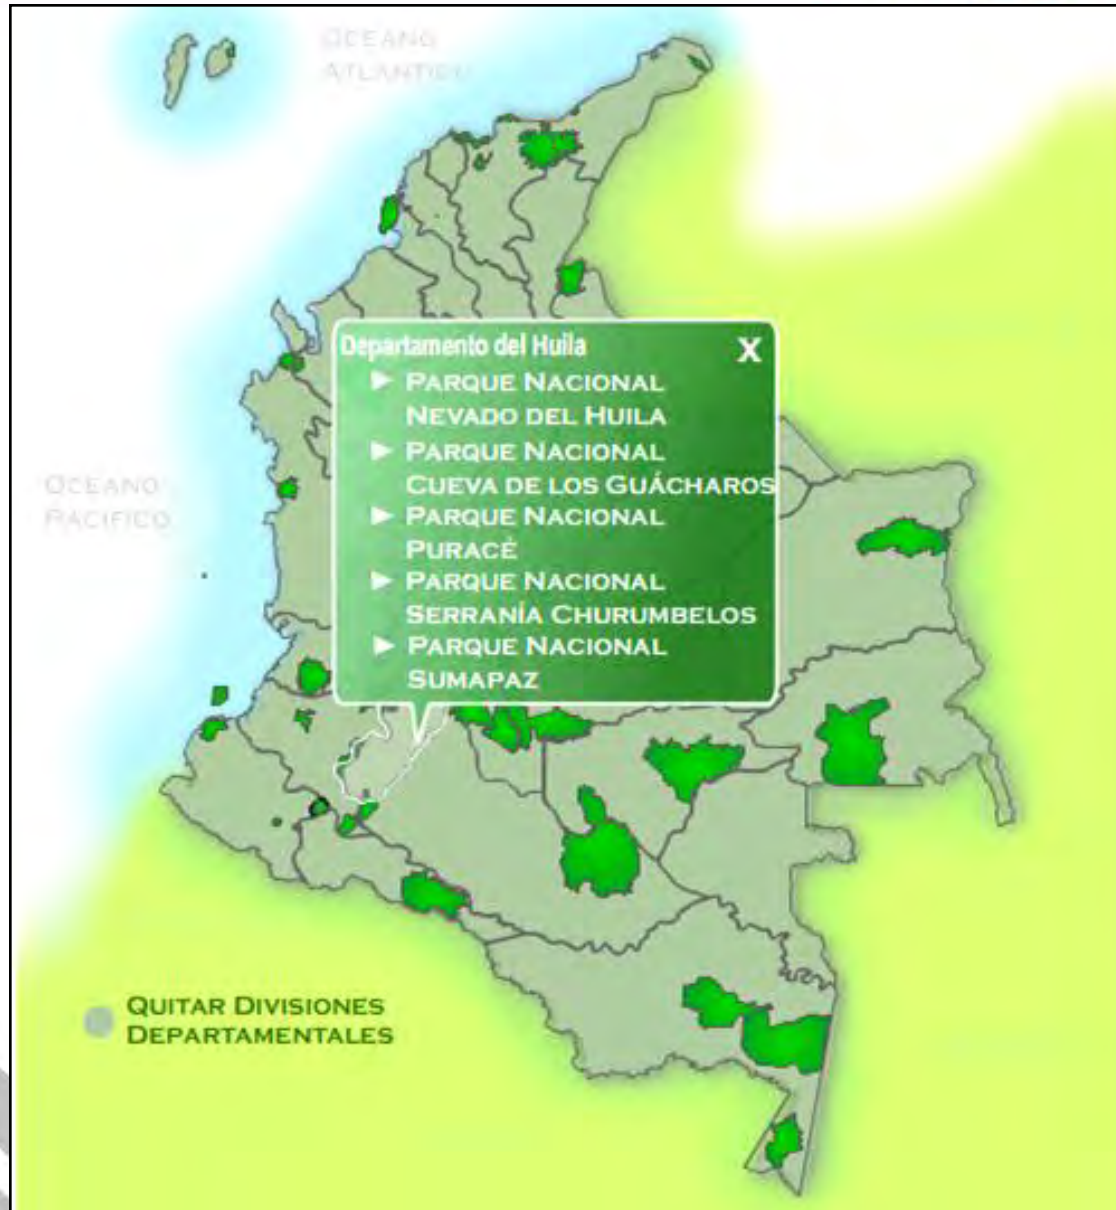 OCEANO
ATLANTICO
Departamento del Huila X
► PARQUE NACIONAL
NEVADO DEL HUILA
► PARQUE NACIONAL
CUEVA DE LOS GUÁCHAROS
► PARQUE NACIONAL
PURACÉ
► PARQUE NACIONAL
SERRANÍA CHURUMBELOS
► PARQUE NACIONAL
SUMAPAZ
OCEANO
PACIFICO
QUITAR DIVISIONES
DEPARTAMENTALES